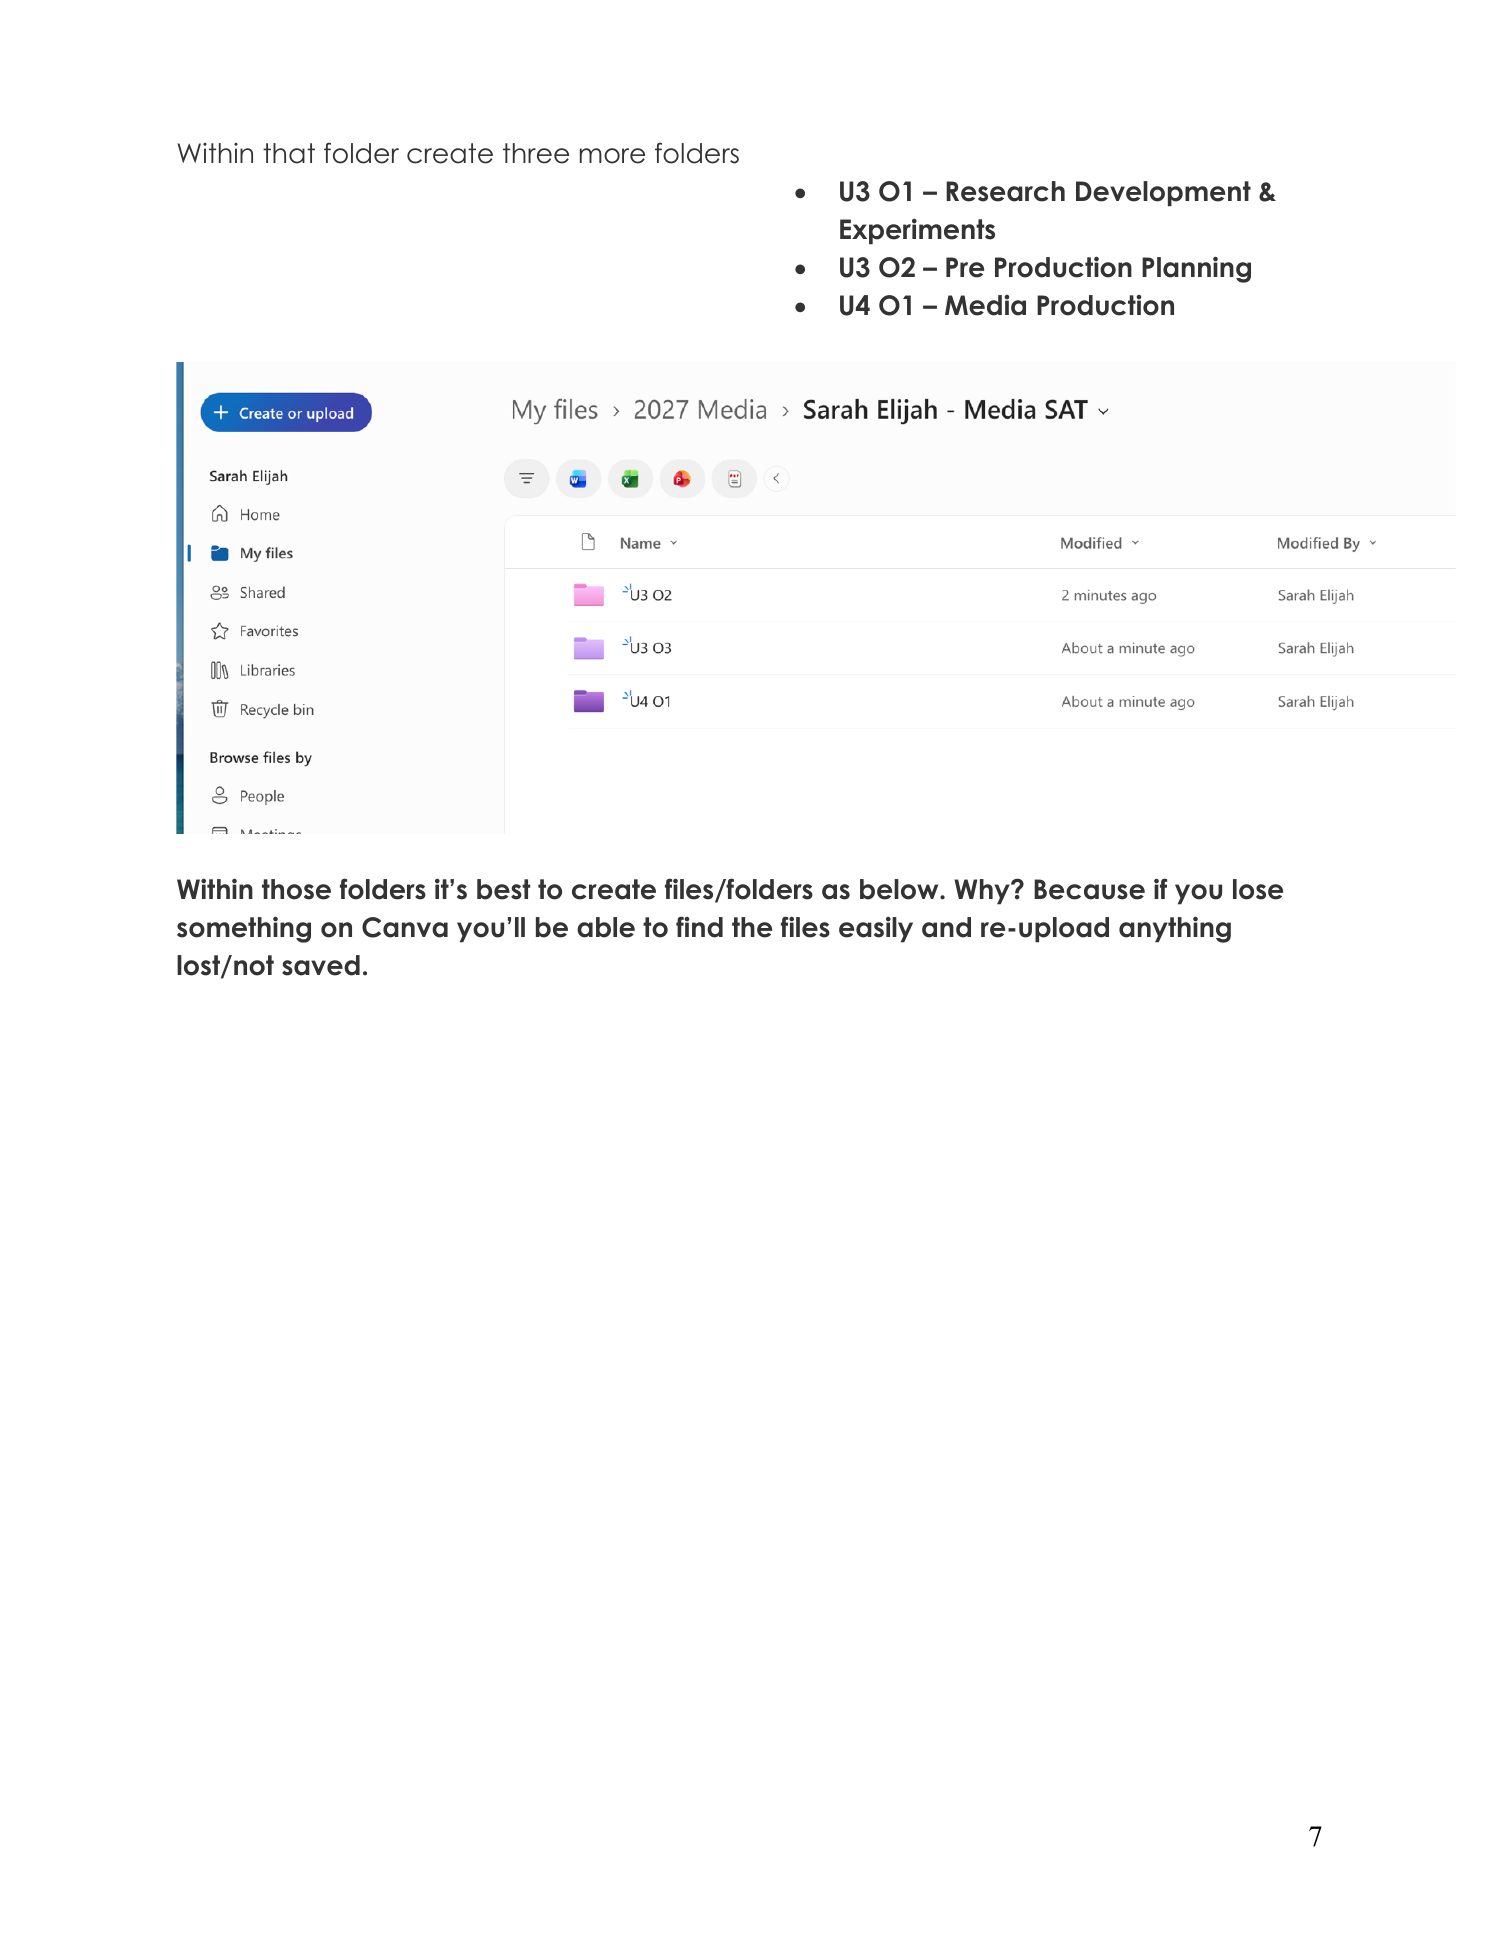 Within that folder create three more folders
• U3 O1 – Research Development &
Experiments
• U3 O2 – Pre Production Planning
• U4 O1 – Media Production
+ Create or upload
My files > 2027 Media > Sarah Elijah - Media SAT
Sarah Elijah
Home
My files
Shared
Favorites
Libraries
Recycle bin
Browse files by
People
Meetings
Name Modified Modified By
U3 O2 2 minutes ago Sarah Elijah
U3 O3 About a minute ago Sarah Elijah
U4 O1 About a minute ago Sarah Elijah
Within those folders it’s best to create files/folders as below. Why? Because if you lose
something on Canva you’ll be able to find the files easily and re-upload anything
lost/not saved.
7